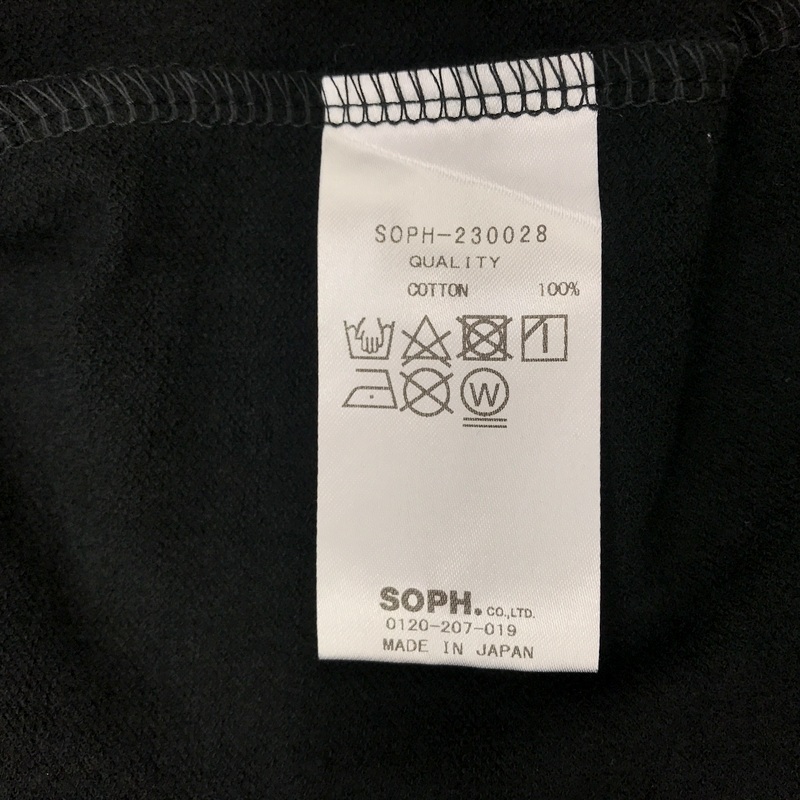 SOPH-230028
QUALITY
COTTON 100%
W
SOPH. CO.,LTD.
0120-207-019
MADE IN JAPAN